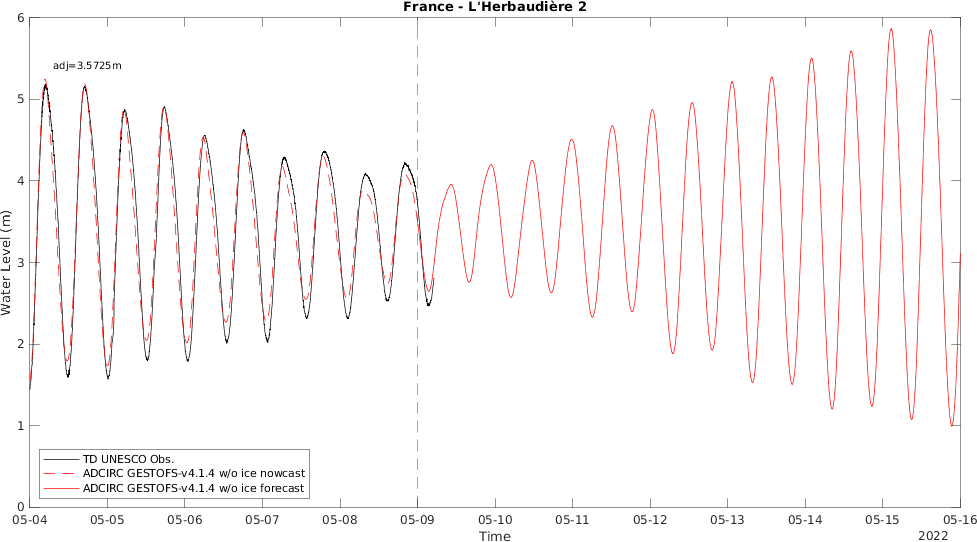 France - L'Herbaudière 2
adj=3.5725m
Water Level (m)
6
5
4
3
2
1
0
TD UNESCO Obs.
ADCIRC GESTOFS-v4.1.4 w/o ice nowcast
ADCIRC GESTOFS-v4.1.4 w/o ice forecast
05-04 05-05 05-06 05-07 05-08 05-09 05-10 05-11 05-12 05-13 05-14 05-15 05-16
Time
2022